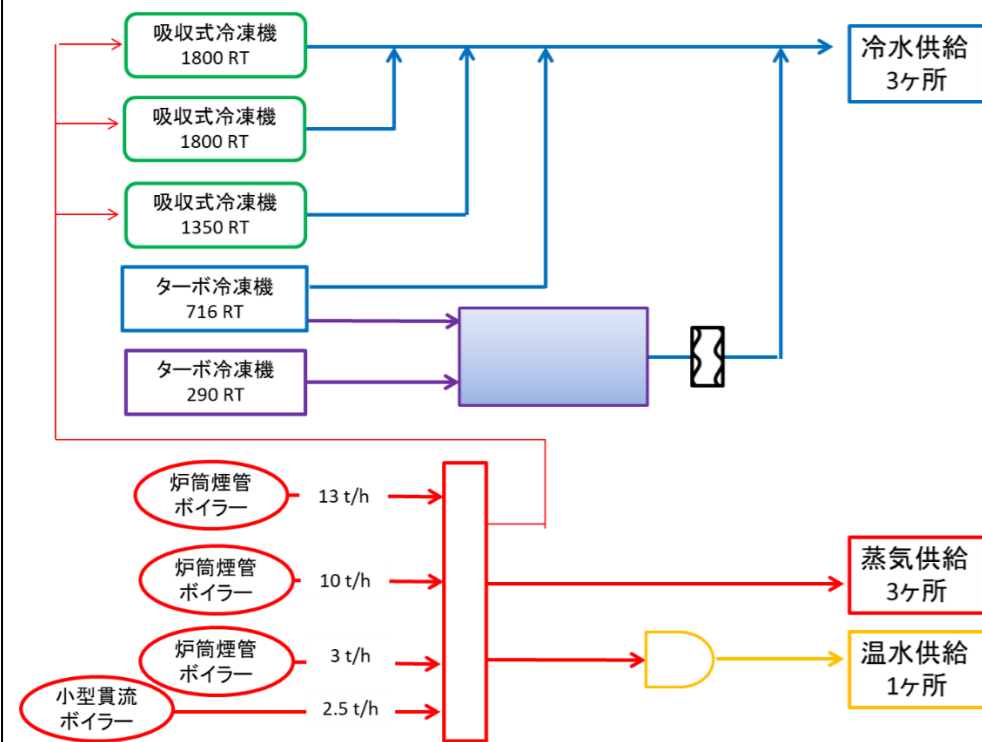 吸収式冷凍機
1800 RT
冷水供給
3ヶ所
吸収式冷凍機
1800 RT
吸収式冷凍機
1350 RT
ターボ冷凍機
716 RT
ターボ冷凍機
290 RT
炉筒煙管
ボイラー
13 t/h
炉筒煙管
ボイラー
10 t/h
蒸気供給
3ヶ所
炉筒煙管
ボイラー
3 t/h
温水供給
1ヶ所
小型貫流
ボイラー
2.5 t/h